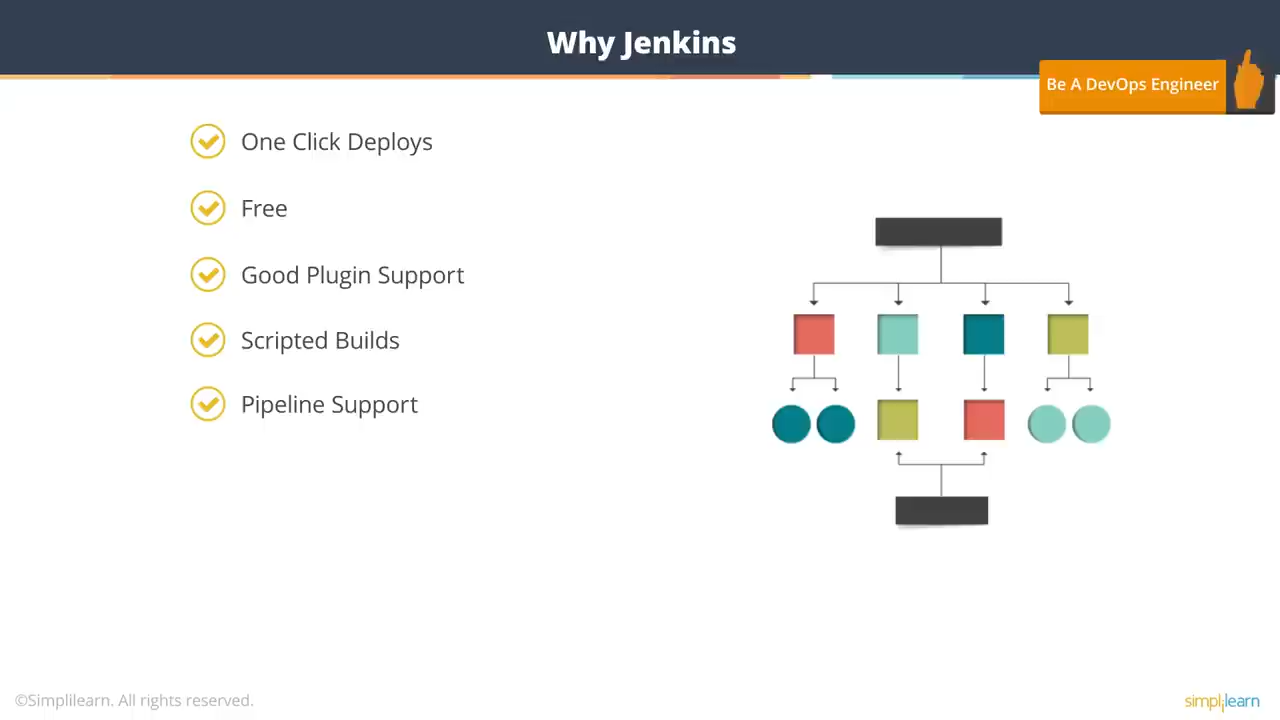 Why Jenkins
Be A DevOps Engineer
One Click Deploys
Free
Good Plugin Support
Scripted Builds
Pipeline Support
©Simplilearn. All rights reserved.
simplilearn